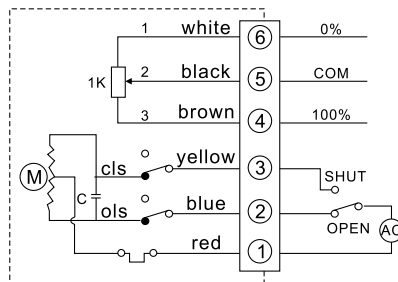 1 white 6 0%
1K 2 black 5 COM
3 brown 4 100%
cls yellow 3 SHUT
M C
ols blue 2 OPEN AC
red 1